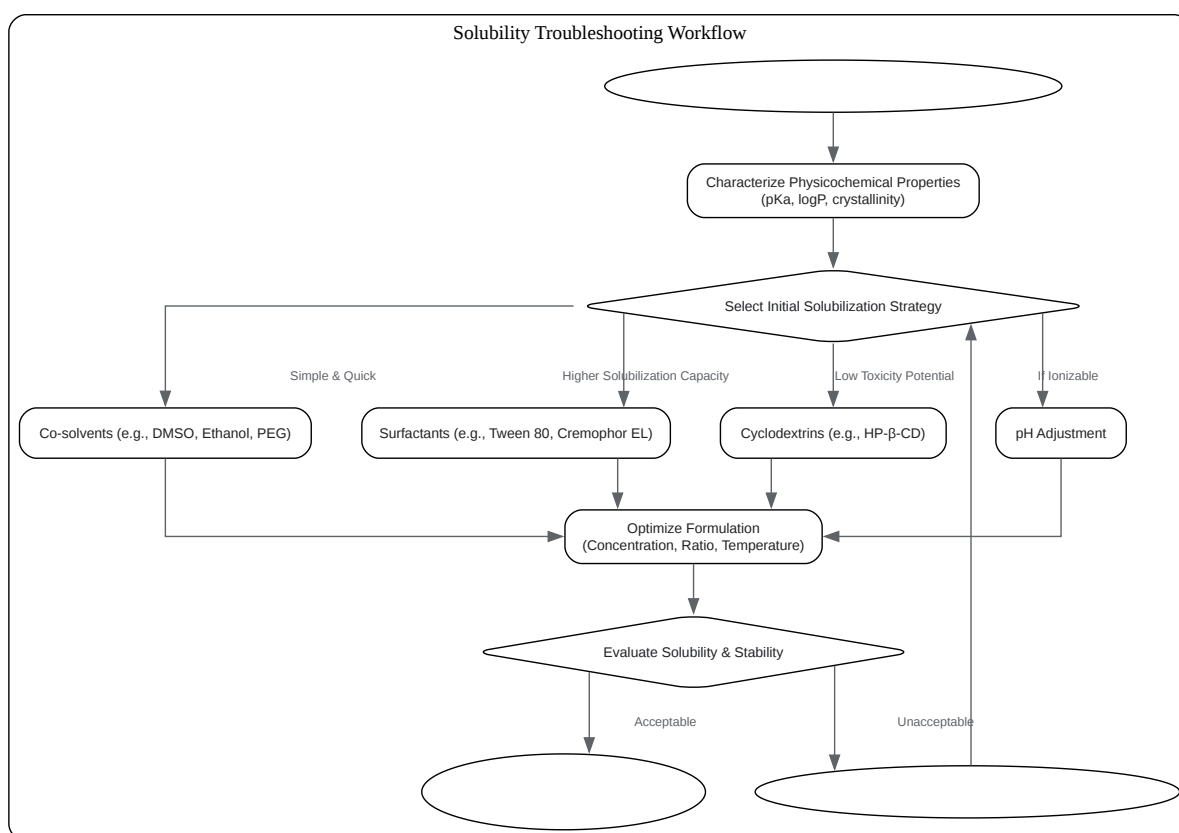 Solubility Troubleshooting Workflow
Characterize Physicochemical Properties
(pKa, logP, crystallinity)
Select Initial Solubilization Strategy
Simple & Quick
Higher Solubilization Capacity
Low Toxicity Potential
If Ionizable
Co-solvents (e.g., DMSO, Ethanol, PEG)
Surfactants (e.g., Tween 80, Cremophor EL)
Cyclodextrins (e.g., HP-β-CD)
pH Adjustment
Optimize Formulation
(Concentration, Ratio, Temperature)
Evaluate Solubility & Stability
Acceptable
Unacceptable